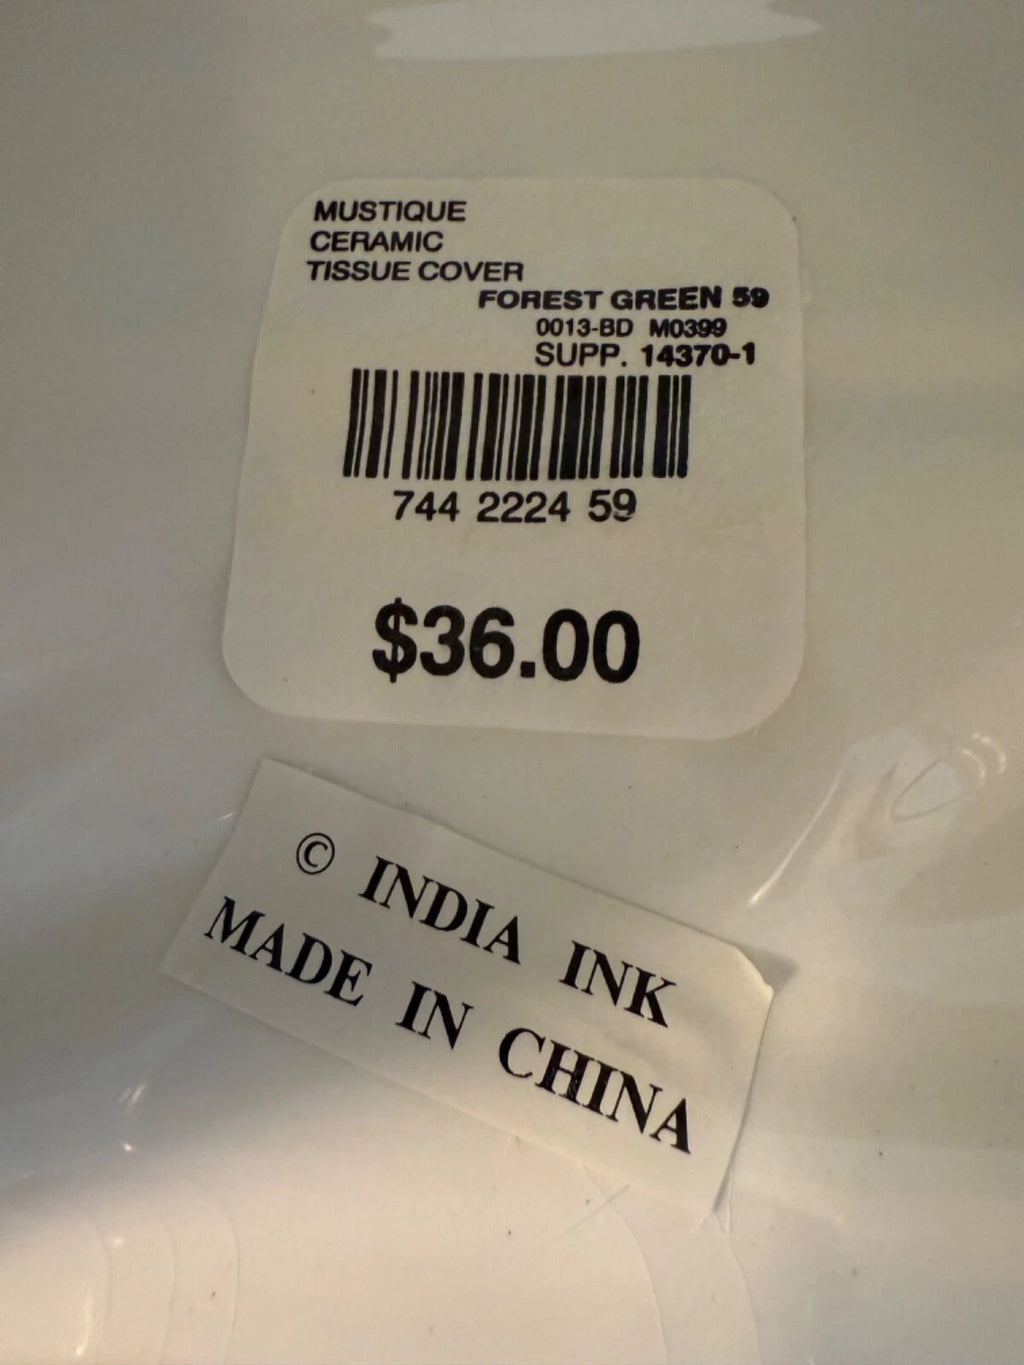 MUSTIQUE
CERAMIC
TISSUE COVER
FOREST GREEN 59
0013-BD M0399
SUPP. 14370-1
744 2224 59
$36.00
© INDIA INK
MADE IN CHINA